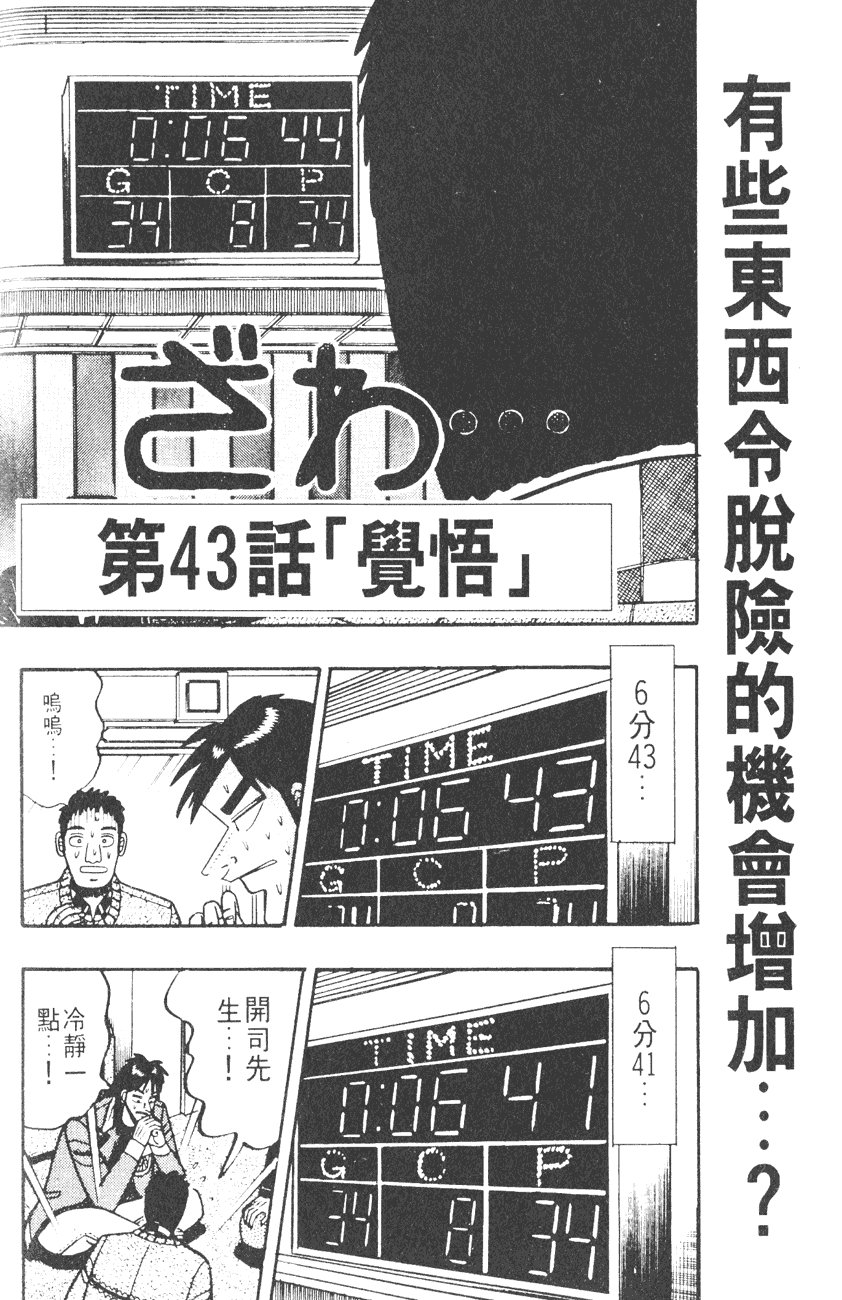 有些東西令脫險的機會增加…?
TIME
0:06 44
G C P
34 8 34
ざわ…
第43話「覺悟」
6分43…
TIME
0:06 43
G C P
嗚嗚…!
6分41…
TIME
0:06 41
G C P
34 8 34
開司先生…!
冷靜一點…!